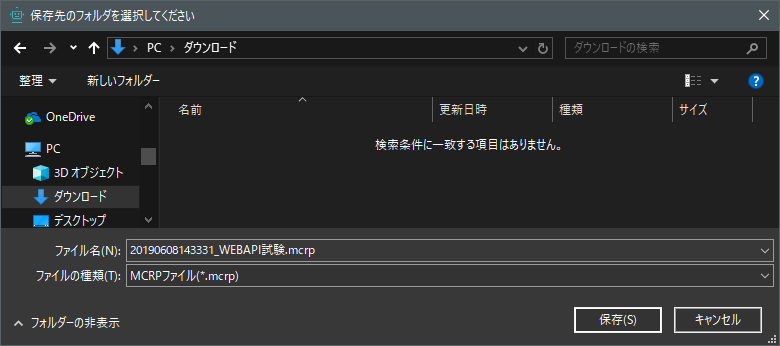 保存先のフォルダを選択してください
PC
ダウンロード
ダウンロードの検索
整理
新しいフォルダー
名前
更新日時
種類
サイズ
OneDrive
PC
3D オブジェクト
ダウンロード
デスクトップ
検索条件に一致する項目はありません。
ファイル名(N):
20190608143331_WEBAPI試験.mcrp
ファイルの種類(T):
MCRPファイル(*.mcrp)
フォルダーの非表示
保存(S)
キャンセル